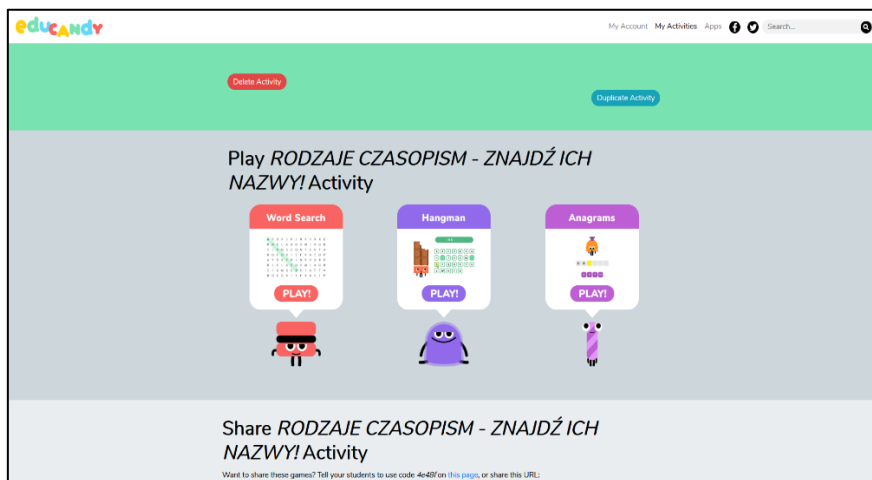 eduCANdY
My Account My Activities Apps Search...
Delete Activity
Duplicate Activity
Play RODZAJE CZASOPISM - ZNAJDŹ ICH
NAZWY! Activity
Word Search Hangman Anagrams
PLAY! PLAY! PLAY!
Share RODZAJE CZASOPISM - ZNAJDŹ ICH
NAZWY! Activity
Want to share these games? Tell your students to use code 4e48f on this page, or share this URL: